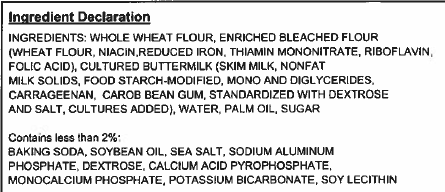 Ingredient Declaration
INGREDIENTS: WHOLE WHEAT FLOUR, ENRICHED BLEACHED FLOUR
(WHEAT FLOUR, NIACIN,REDUCED IRON, THIAMIN MONONITRATE, RIBOFLAVIN,
FOLIC ACID), CULTURED BUTTERMILK (SKIM MILK, NONFAT
MILK SOLIDS, FOOD STARCH-MODIFIED, MONO AND DIGLYCERIDES,
CARRAGEENAN, CAROB BEAN GUM, STANDARDIZED WITH DEXTROSE
AND SALT, CULTURES ADDED), WATER, PALM OIL, SUGAR
Contains less than 2%:
BAKING SODA, SOYBEAN OIL, SEA SALT, SODIUM ALUMINUM
PHOSPHATE, DEXTROSE, CALCIUM ACID PYROPHOSPHATE,
MONOCALCIUM PHOSPHATE, POTASSIUM BICARBONATE, SOY LECITHIN